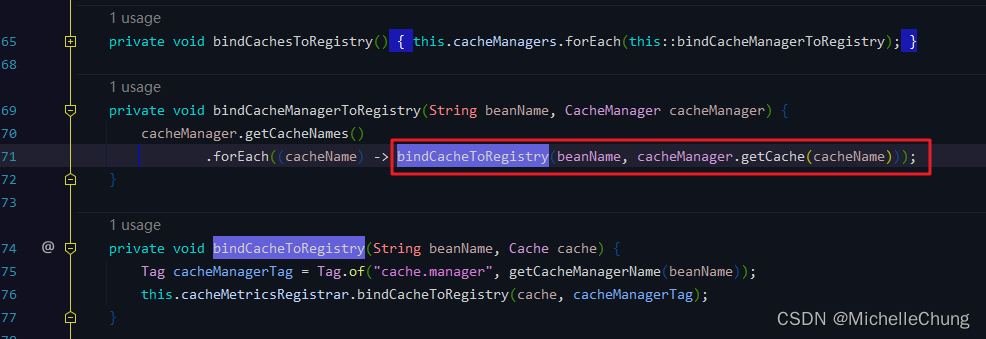 1 usage
65 private void bindCachesToRegistry() { this.cacheManagers.forEach(this::bindCacheManagerToRegistry); }
68
1 usage
69 private void bindCacheManagerToRegistry(String beanName, CacheManager cacheManager) {
70 cacheManager.getCacheNames()
71 .forEach((cacheName) -> bindCacheToRegistry(beanName, cacheManager.getCache(cacheName)));
72 }
73
1 usage
74 @ private void bindCacheToRegistry(String beanName, Cache cache) {
75 Tag cacheManagerTag = Tag.of("cache.manager", getCacheManagerName(beanName));
76 this.cacheMetricsRegistrar.bindCacheToRegistry(cache, cacheManagerTag);
77 }
CSDN @MichelleChung